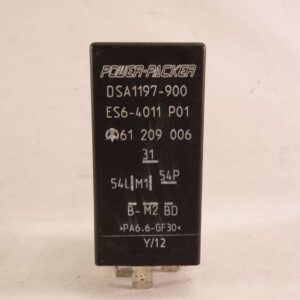 POWER-PACKER
DSA1197-900
ES6-4011 P01
61 209 006
31
54L M1 54P
B- M2 BD
>PA6.6-GF30<
Y/12